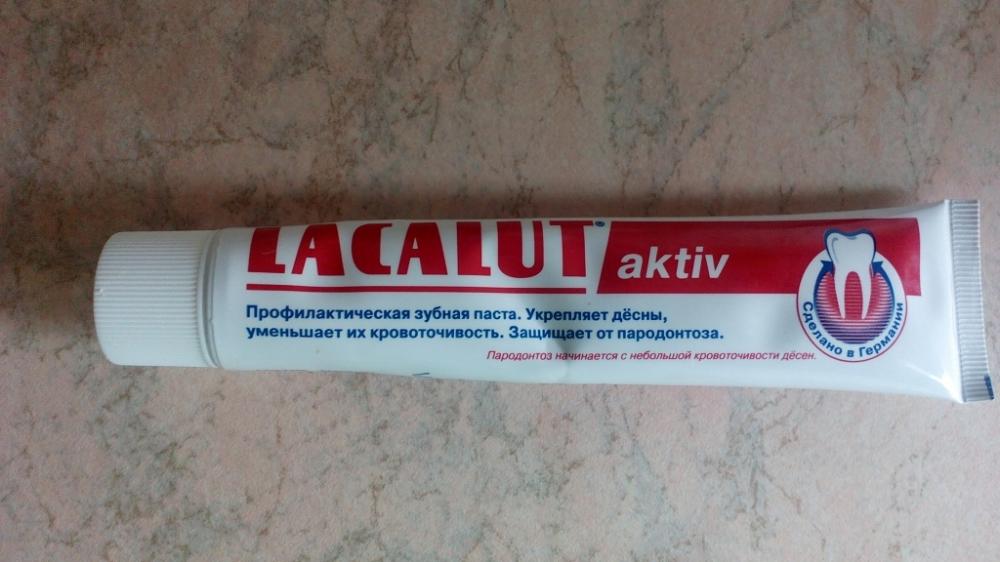 LACALUT® aktiv
Профилактическая зубная паста. Укрепляет дёсны,
уменьшает их кровоточивость. Защищает от пародонтоза.
Пародонтоз начинается с небольшой кровоточивости дёсен.
Сделано в Германии